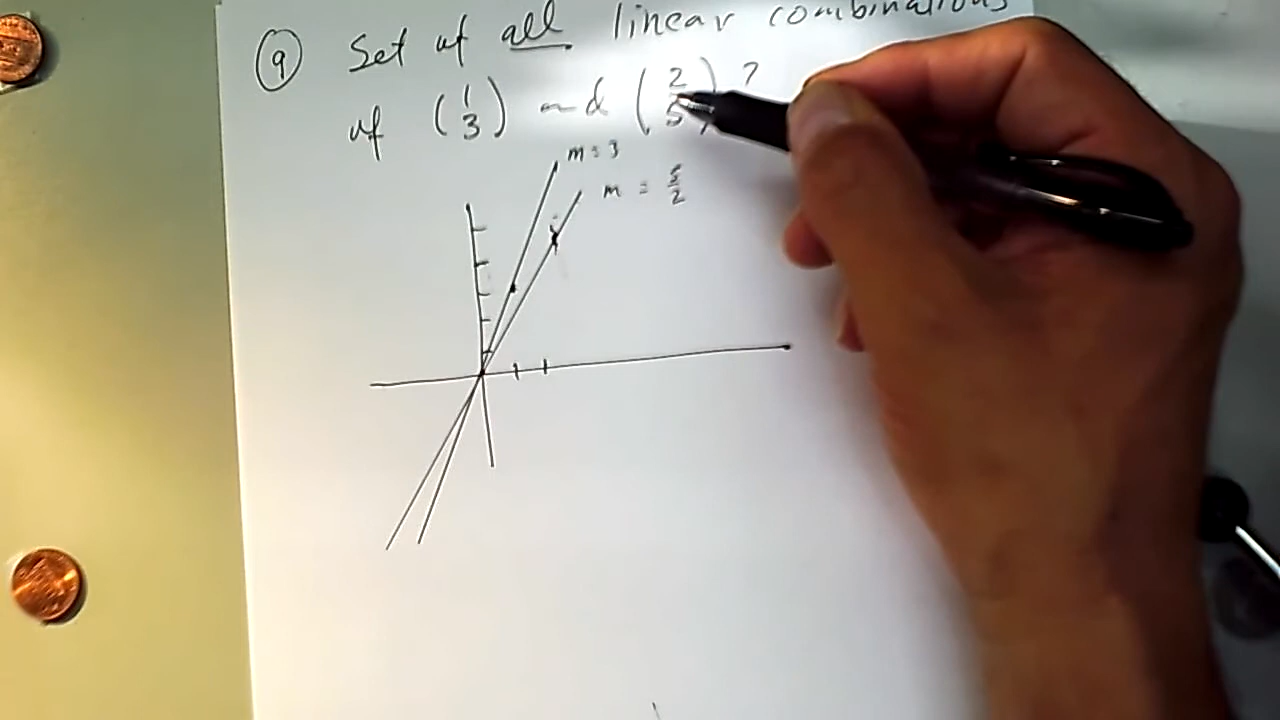 (9) Set of all linear combinations
of (1 3) and (2 5) ?
m = 3
m = 5/2